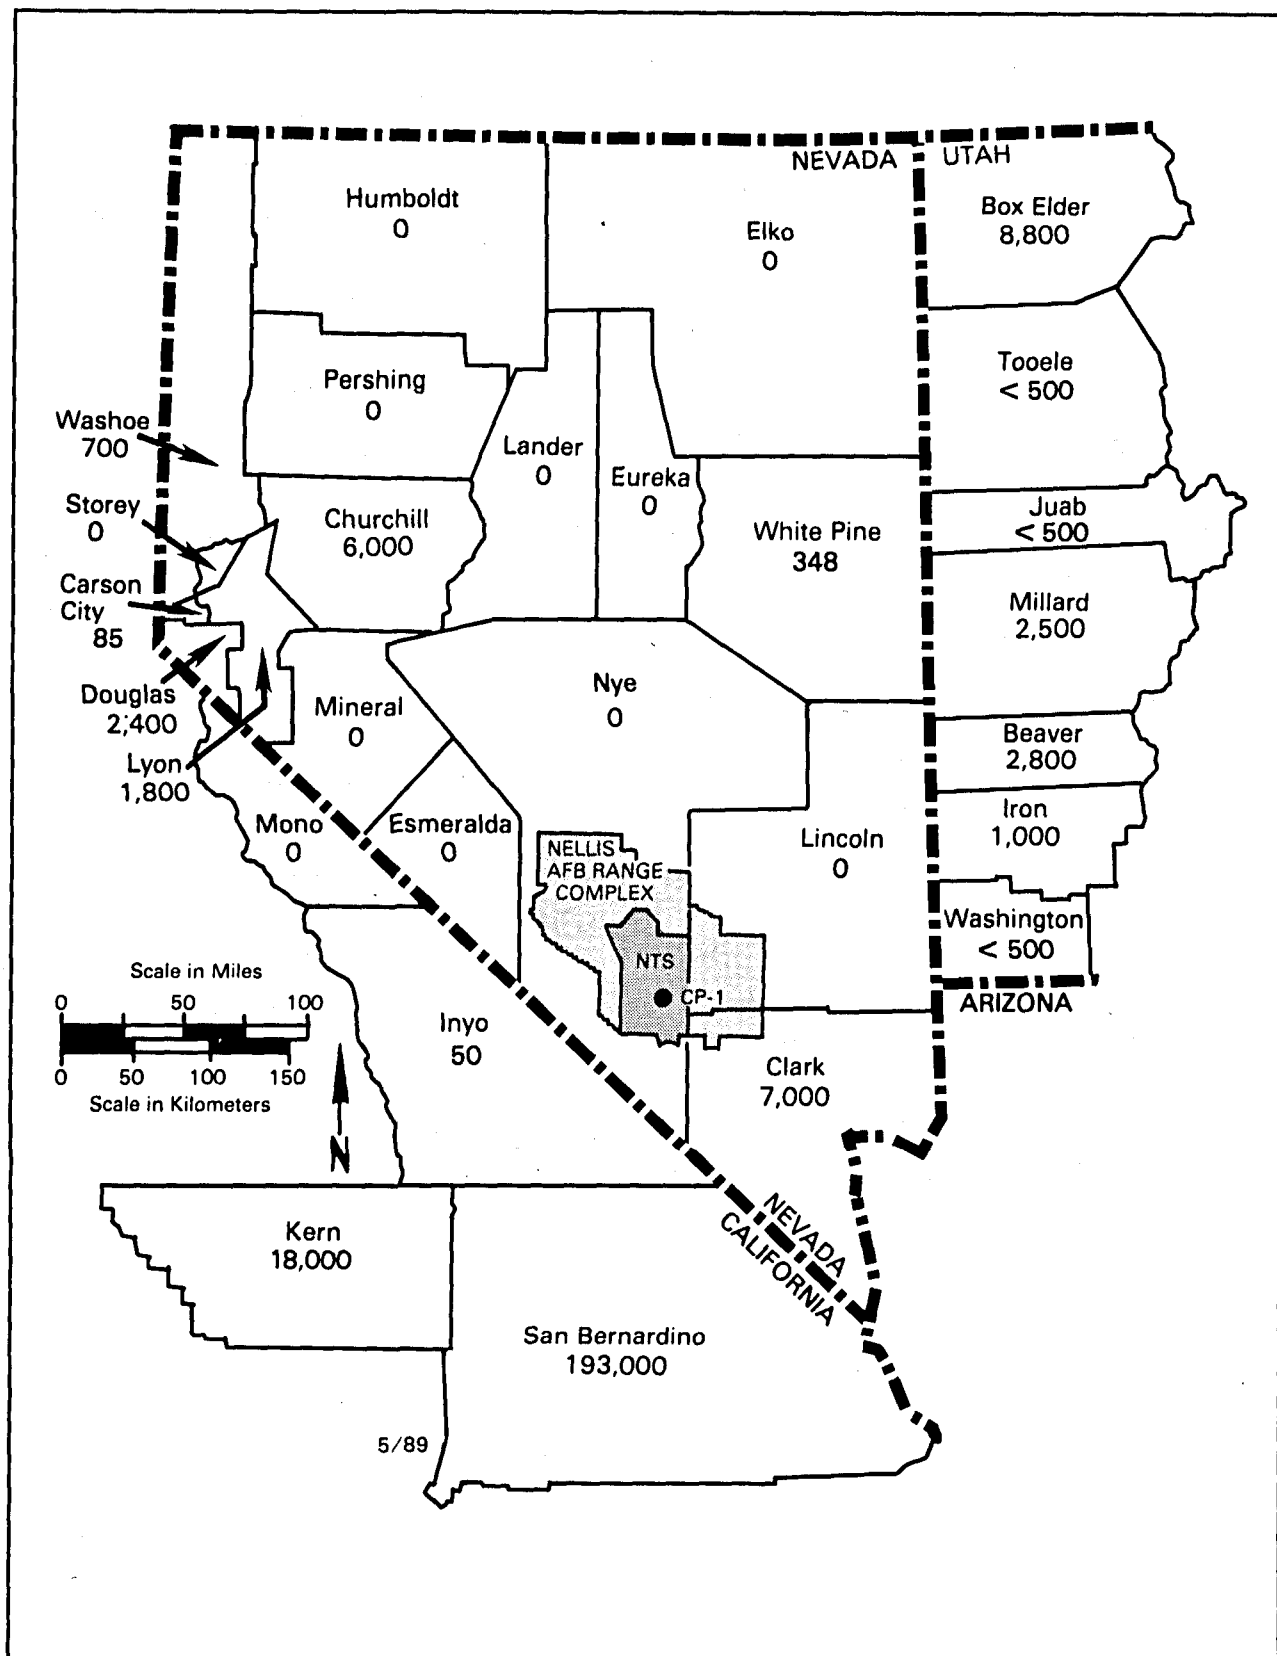 NEVADA
UTAH
Humboldt
0
Elko
0
Box Elder
8,800
Pershing
0
Tooele
< 500
Washoe
700
Lander
0
Eureka
0
Storey
0
Churchill
6,000
White Pine
348
Juab
< 500
Carson
City
85
Millard
2,500
Douglas
2,400
Mineral
0
Nye
0
Lyon
1,800
Beaver
2,800
Mono
0
Esmeralda
0
Lincoln
0
Iron
1,000
NELLIS
AFB RANGE
COMPLEX
Washington
< 500
NTS
CP-1
ARIZONA
Scale in Miles
0 50 100
0 50 100 150
Scale in Kilometers
N
Inyo
50
Clark
7,000
NEVADA
CALIFORNIA
Kern
18,000
San Bernardino
193,000
5/89